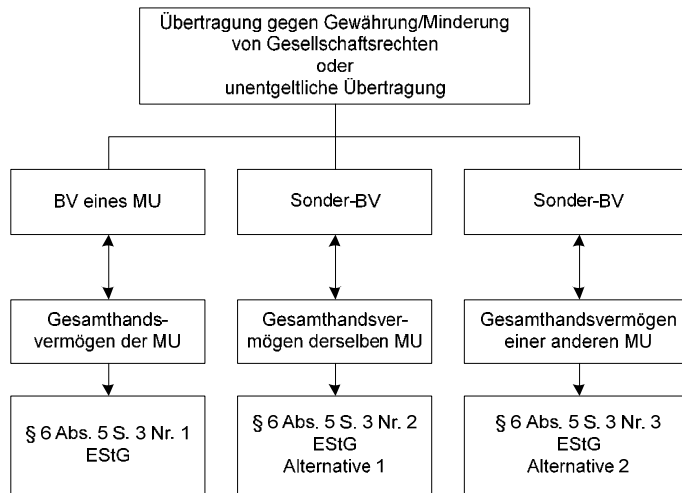 Übertragung gegen Gewährung/Minderung
von Gesellschaftsrechten
oder
unentgeltliche Übertragung
BV eines MU
Sonder-BV
Sonder-BV
Gesamthands-
vermögen der MU
Gesamthandsver-
mögen derselben MU
Gesamthandsvermögen
einer anderen MU
§ 6 Abs. 5 S. 3 Nr. 1
EStG
§ 6 Abs. 5 S. 3 Nr. 2
EStG
Alternative 1
§ 6 Abs. 5 S. 3 Nr. 3
EStG
Alternative 2